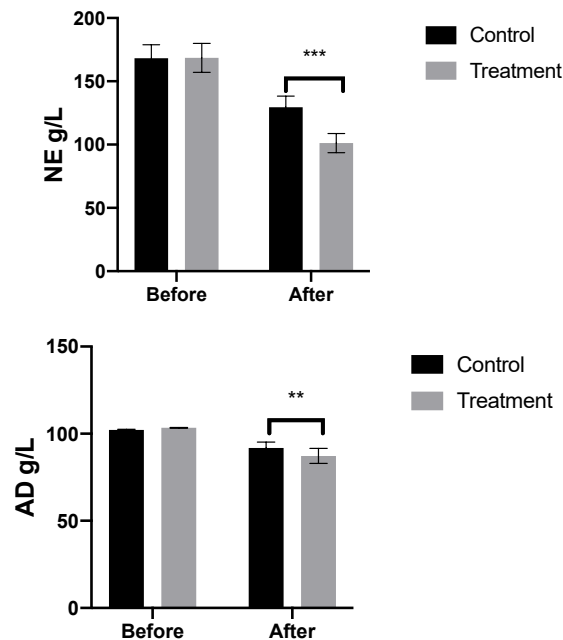 200
150
100
50
0
NE g/L
Before After
***
Control
Treatment
150
100
50
0
AD g/L
Before After
**
Control
Treatment